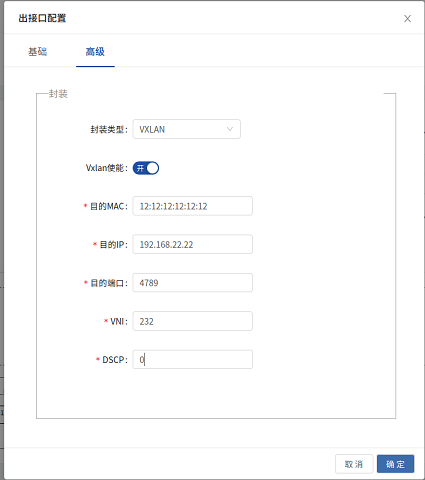 出接口配置
基础 高级
封装
封装类型: VXLAN
Vxlan使能: 开
* 目的MAC: 12:12:12:12:12:12
* 目的IP: 192.168.22.22
* 目的端口: 4789
* VNI: 232
* DSCP: 0
取 消 确 定